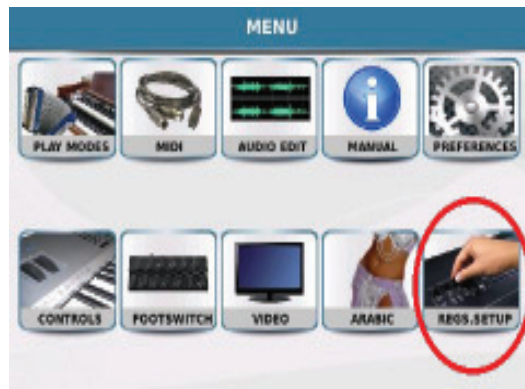 MENU
PLAY MODES MIDI AUDIO EDIT MANUAL PREFERENCES
CONTROLS FOOTSWITCH VIDEO ARABIC REGS.SETUP